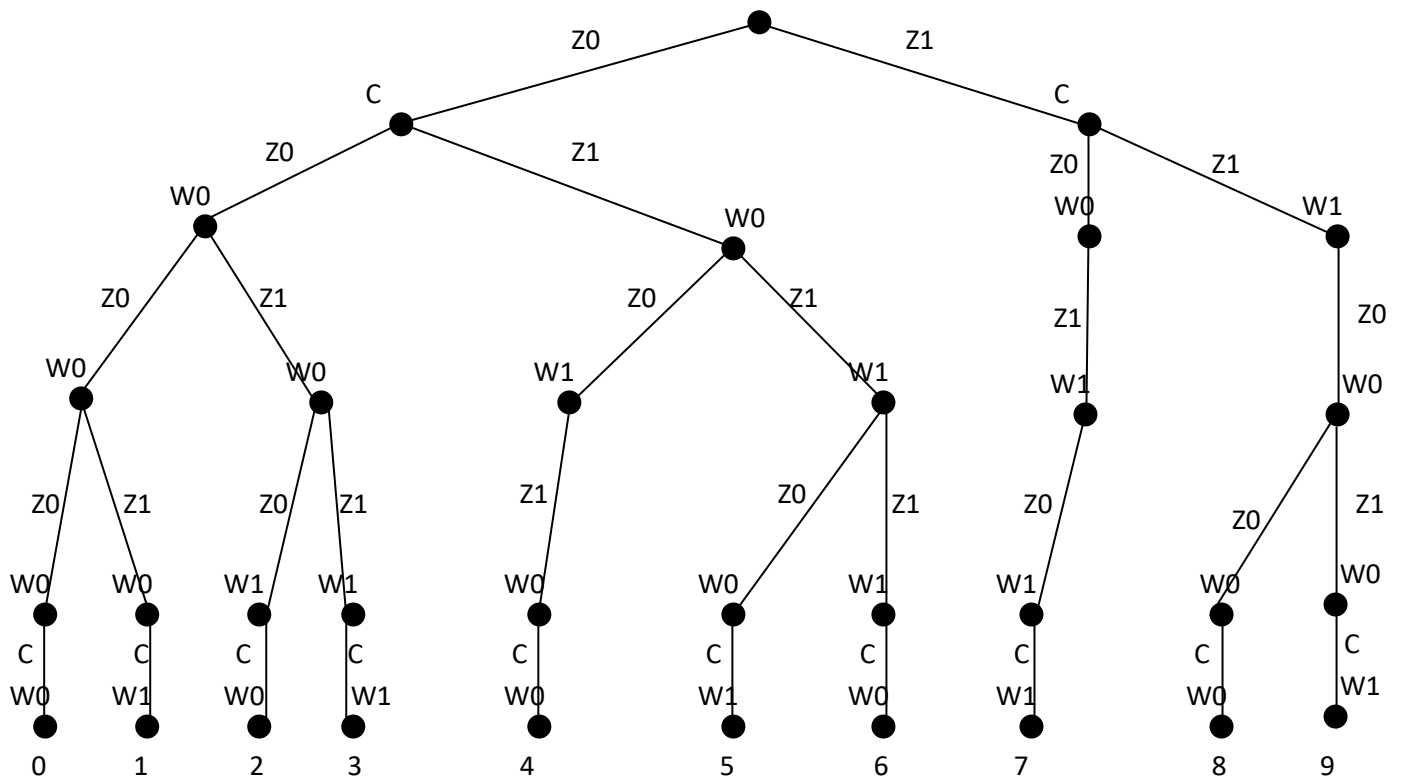 Z0 Z1
C C
Z0 Z1 Z0 Z1
W0 W0 W0 W1
Z0 Z1 Z0 Z1 Z1 Z0
W0 W0 W1 W1 W1 W0
Z0 Z1 Z0 Z1 Z1 Z0 Z1 Z0 Z0 Z1
W0 W0 W1 W1 W0 W0 W1 W1 W0 W0
C C C C C C C C C C
W0 W1 W0 W1 W0 W1 W0 W1 W0 W1
0 1 2 3 4 5 6 7 8 9